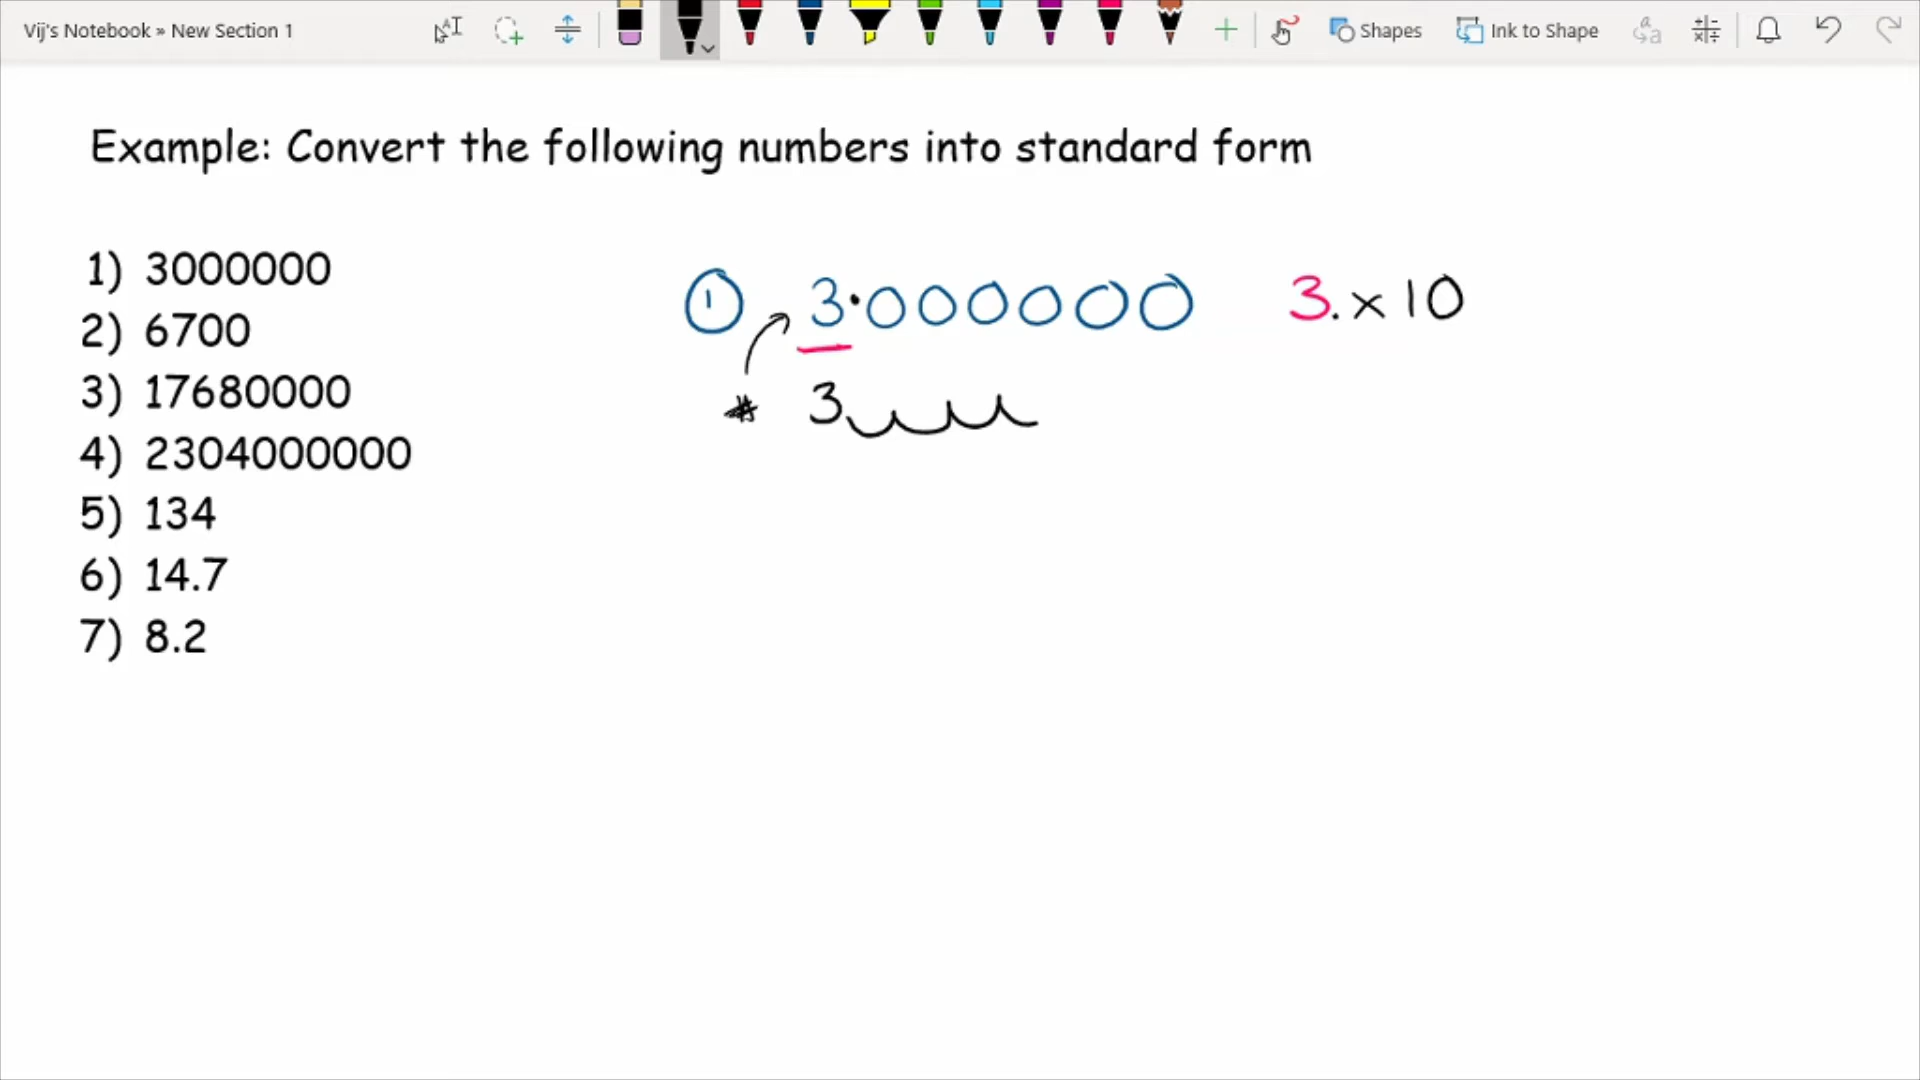 Vij's Notebook » New Section 1
Shapes
Ink to Shape
Example: Convert the following numbers into standard form
1) 3000000
2) 6700
3) 17680000
4) 2304000000
5) 134
6) 14.7
7) 8.2
① 3·000000 3. × 10
* 3